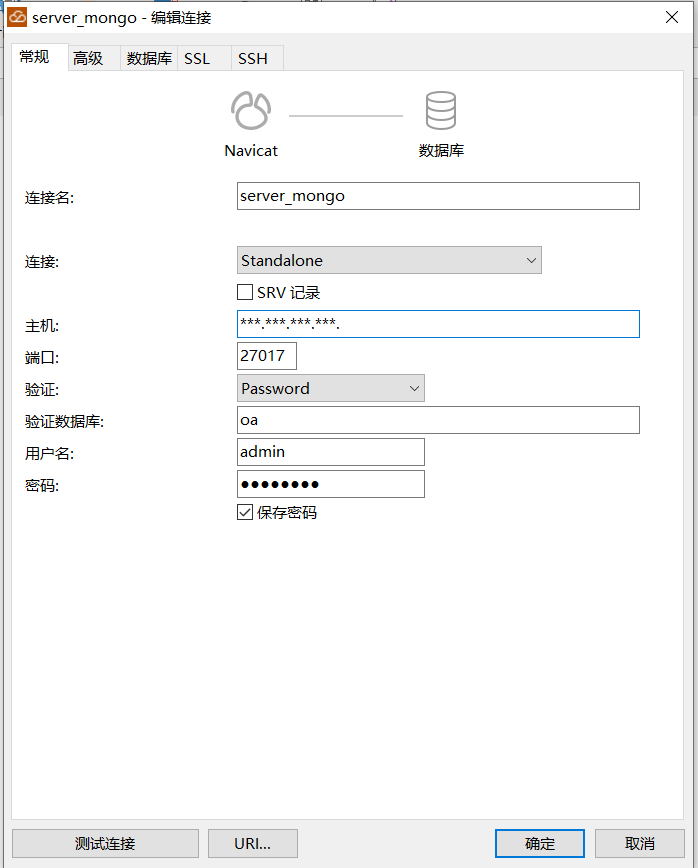 server_mongo - 编辑连接
常规 高级 数据库 SSL SSH
Navicat 数据库
连接名: server_mongo
连接: Standalone
SRV 记录
主机: ***.***.***.***.
端口: 27017
验证: Password
验证数据库: oa
用户名: admin
密码: ●●●●●●●●
保存密码
测试连接 URI... 确定 取消